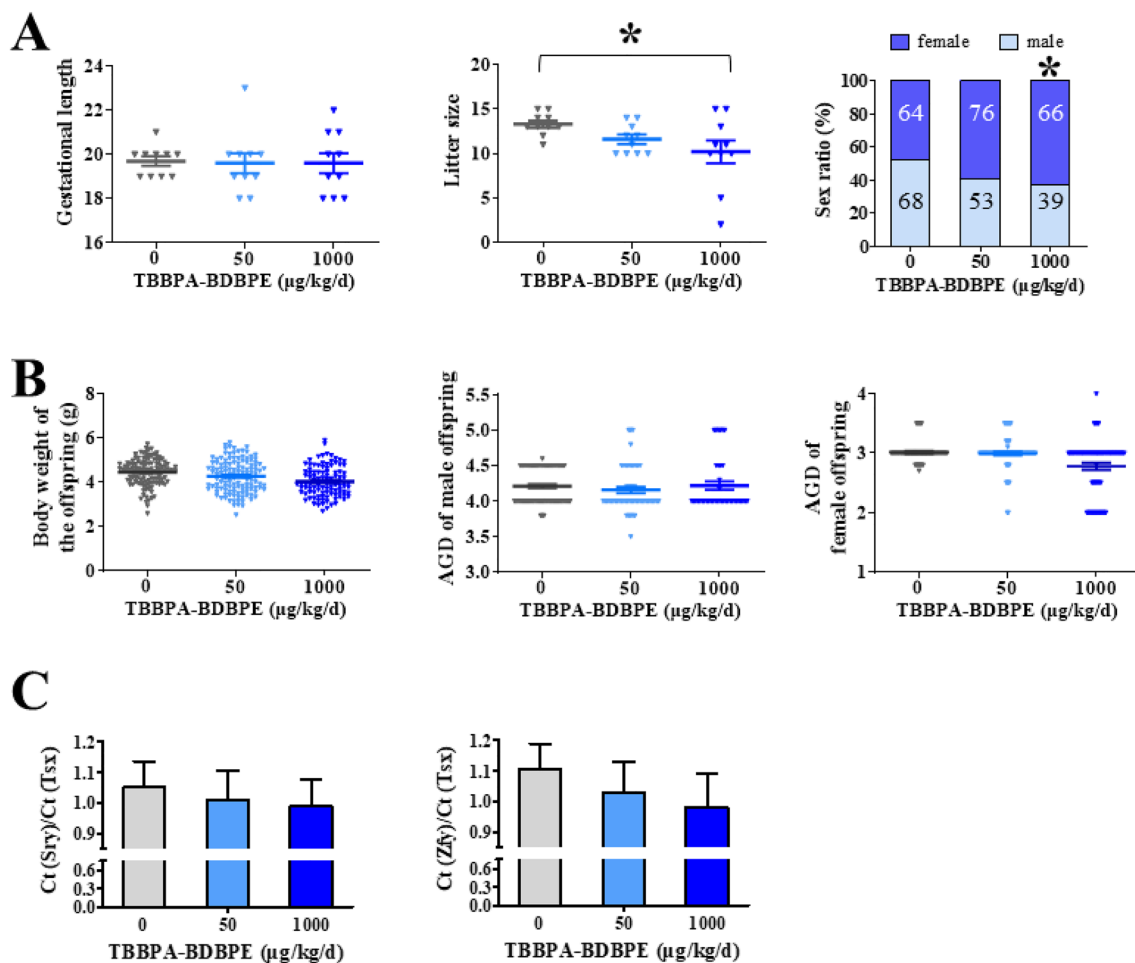 A
Gestational length
24
22
20
18
16
0 50 1000
TBBPA-BDBPE (µg/kg/d)
*
Litter size
20
15
10
5
0
0 50 1000
TBBPA-BDBPE (µg/kg/d)
female male
*
Sex ratio (%)
100
80
60
40
20
0
64 76 66
68 53 39
0 50 1000
TBBPA-BDBPE (µg/kg/d)
B
Body weight of
the offspring (g)
8
6
4
2
0
0 50 1000
TBBPA-BDBPE (µg/kg/d)
AGD of male offspring
5.5
5.0
4.5
4.0
3.5
3.0
0 50 1000
TBBPA-BDBPE (µg/kg/d)
AGD of
female offspring
4
3
2
1
0 50 1000
TBBPA-BDBPE (µg/kg/d)
C
Ct (Sry)/Ct (Tsx)
1.2
1.1
1.0
0.9
0.6
0.3
0.0
0 50 1000
TBBPA-BDBPE (µg/kg/d)
Ct (Zfy)/Ct (Tsx)
1.2
1.1
1.0
0.9
0.6
0.3
0.0
0 50 1000
TBBPA-BDBPE (µg/kg/d)